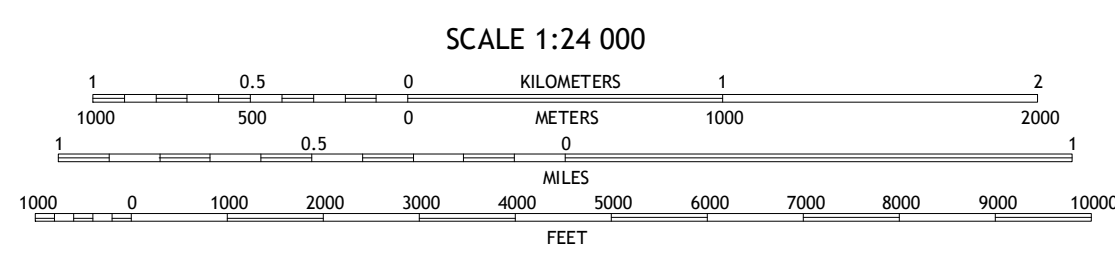 SCALE 1:24 000
1 0.5 0 KILOMETERS 1 2
1000 500 0 METERS 1000 2000
1 0.5 0 1
MILES
1000 0 1000 2000 3000 4000 5000 6000 7000 8000 9000 10000
FEET